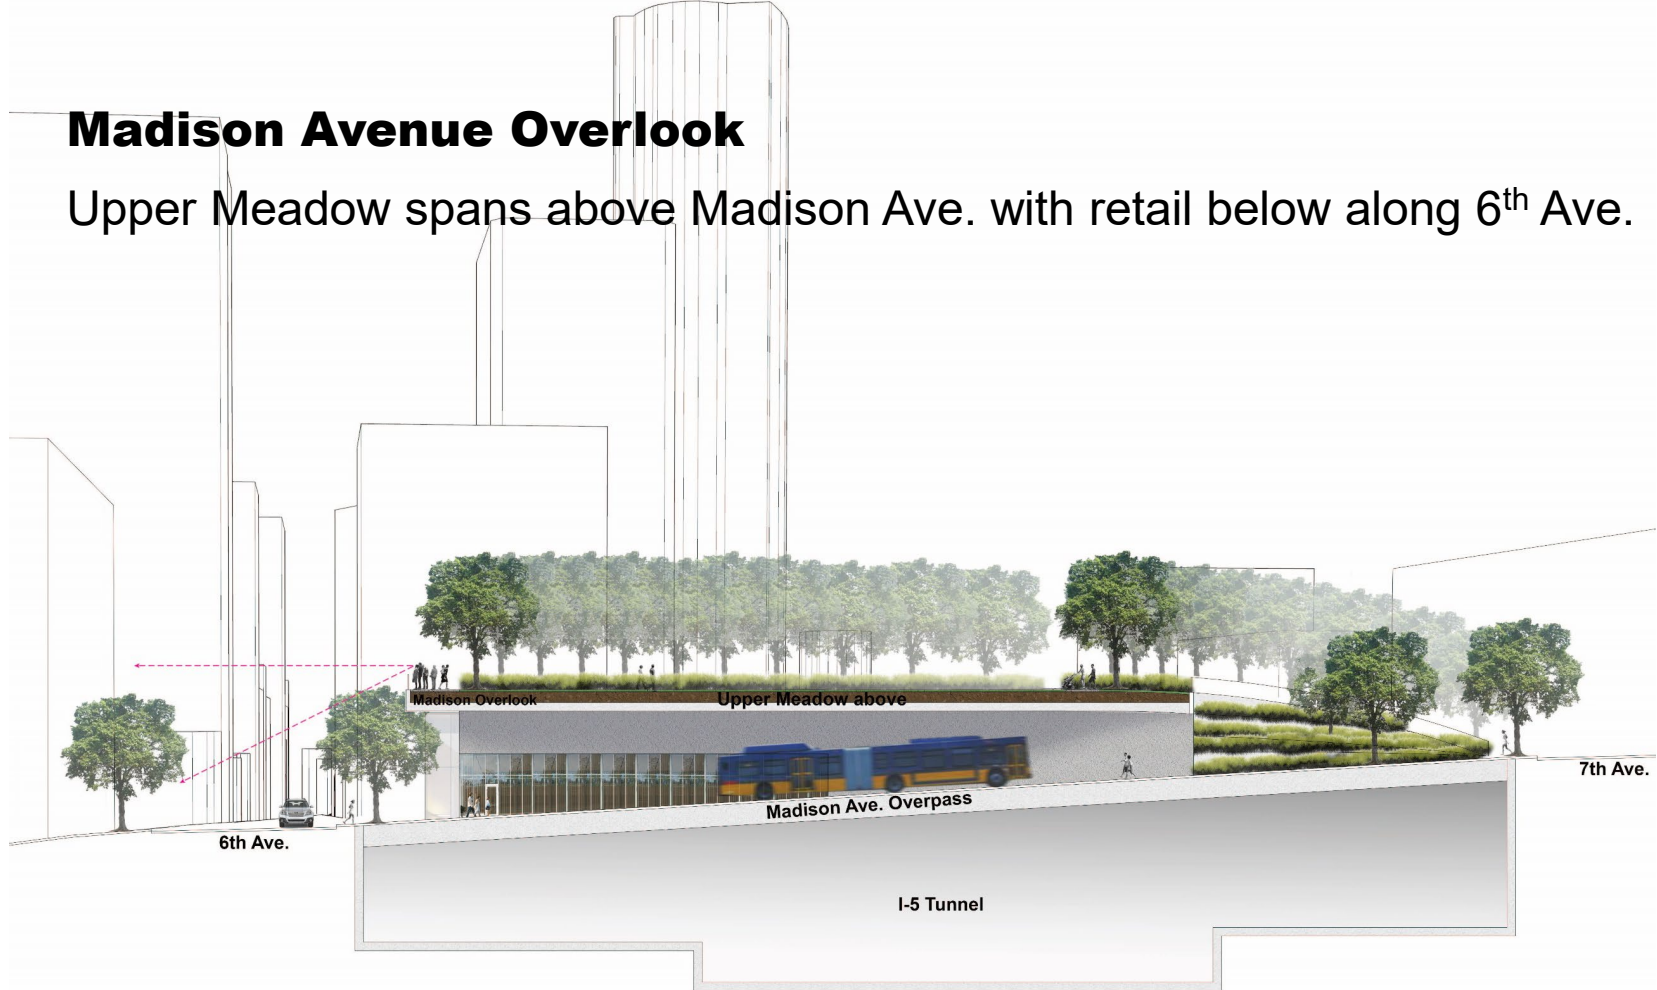 Madison Avenue Overlook
Upper Meadow spans above Madison Ave. with retail below along 6th Ave.
Madison Overlook
Upper Meadow above
7th Ave.
Madison Ave. Overpass
6th Ave.
I-5 Tunnel